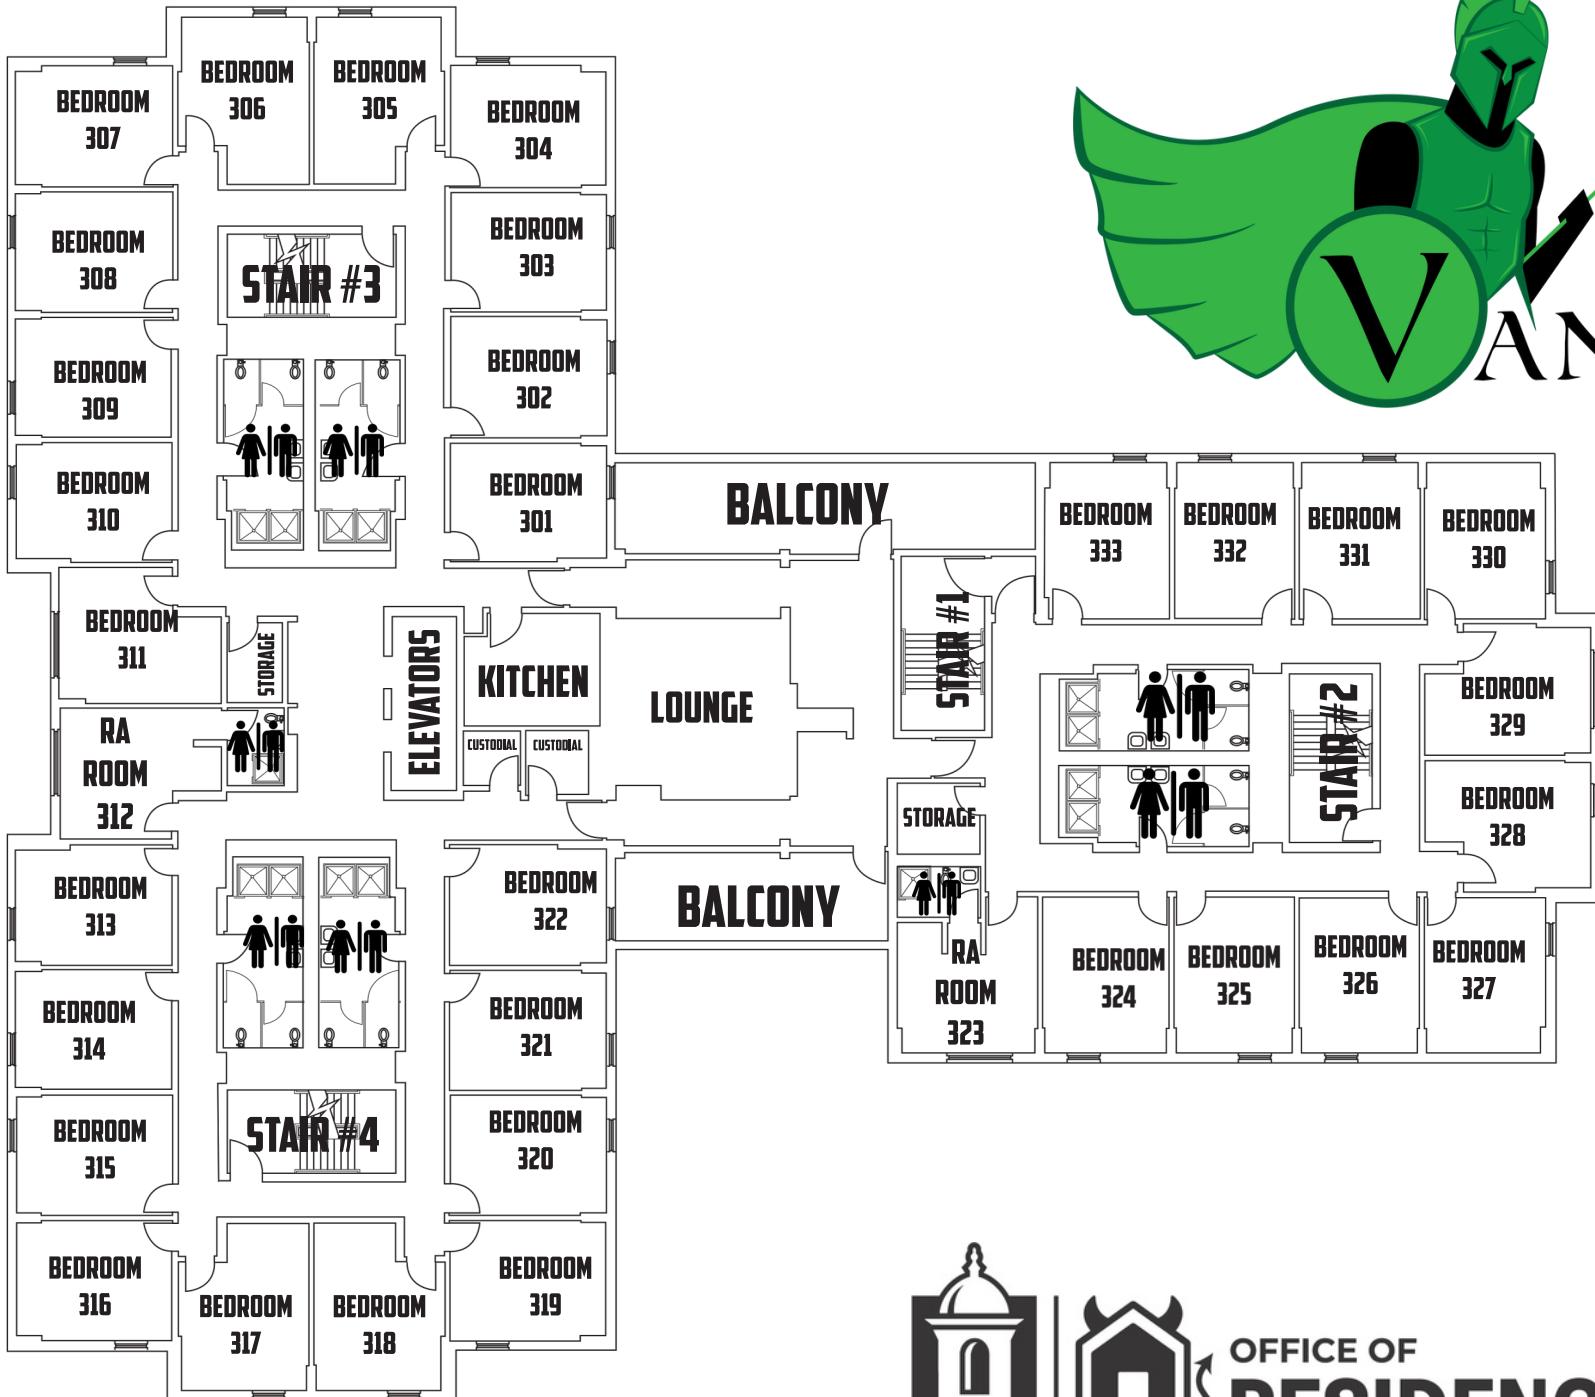 BEDROOM
306
BEDROOM
305
BEDROOM
307
BEDROOM
304
BEDROOM
308
BEDROOM
303
STAIR #3
BEDROOM
309
BEDROOM
302
BEDROOM
310
BEDROOM
301
BALCONY
BEDROOM
333
BEDROOM
332
BEDROOM
331
BEDROOM
330
BEDROOM
311
STORAGE
ELEVATORS
KITCHEN
LOUNGE
STAIR #1
BEDROOM
329
STAIR #2
RA
ROOM
312
CUSTODIAL
CUSTODIAL
STORAGE
BEDROOM
328
BEDROOM
313
BEDROOM
322
BALCONY
RA
ROOM
323
BEDROOM
324
BEDROOM
325
BEDROOM
326
BEDROOM
327
BEDROOM
314
BEDROOM
321
BEDROOM
315
STAIR #4
BEDROOM
320
BEDROOM
316
BEDROOM
317
BEDROOM
318
BEDROOM
319
V
OFFICE OF